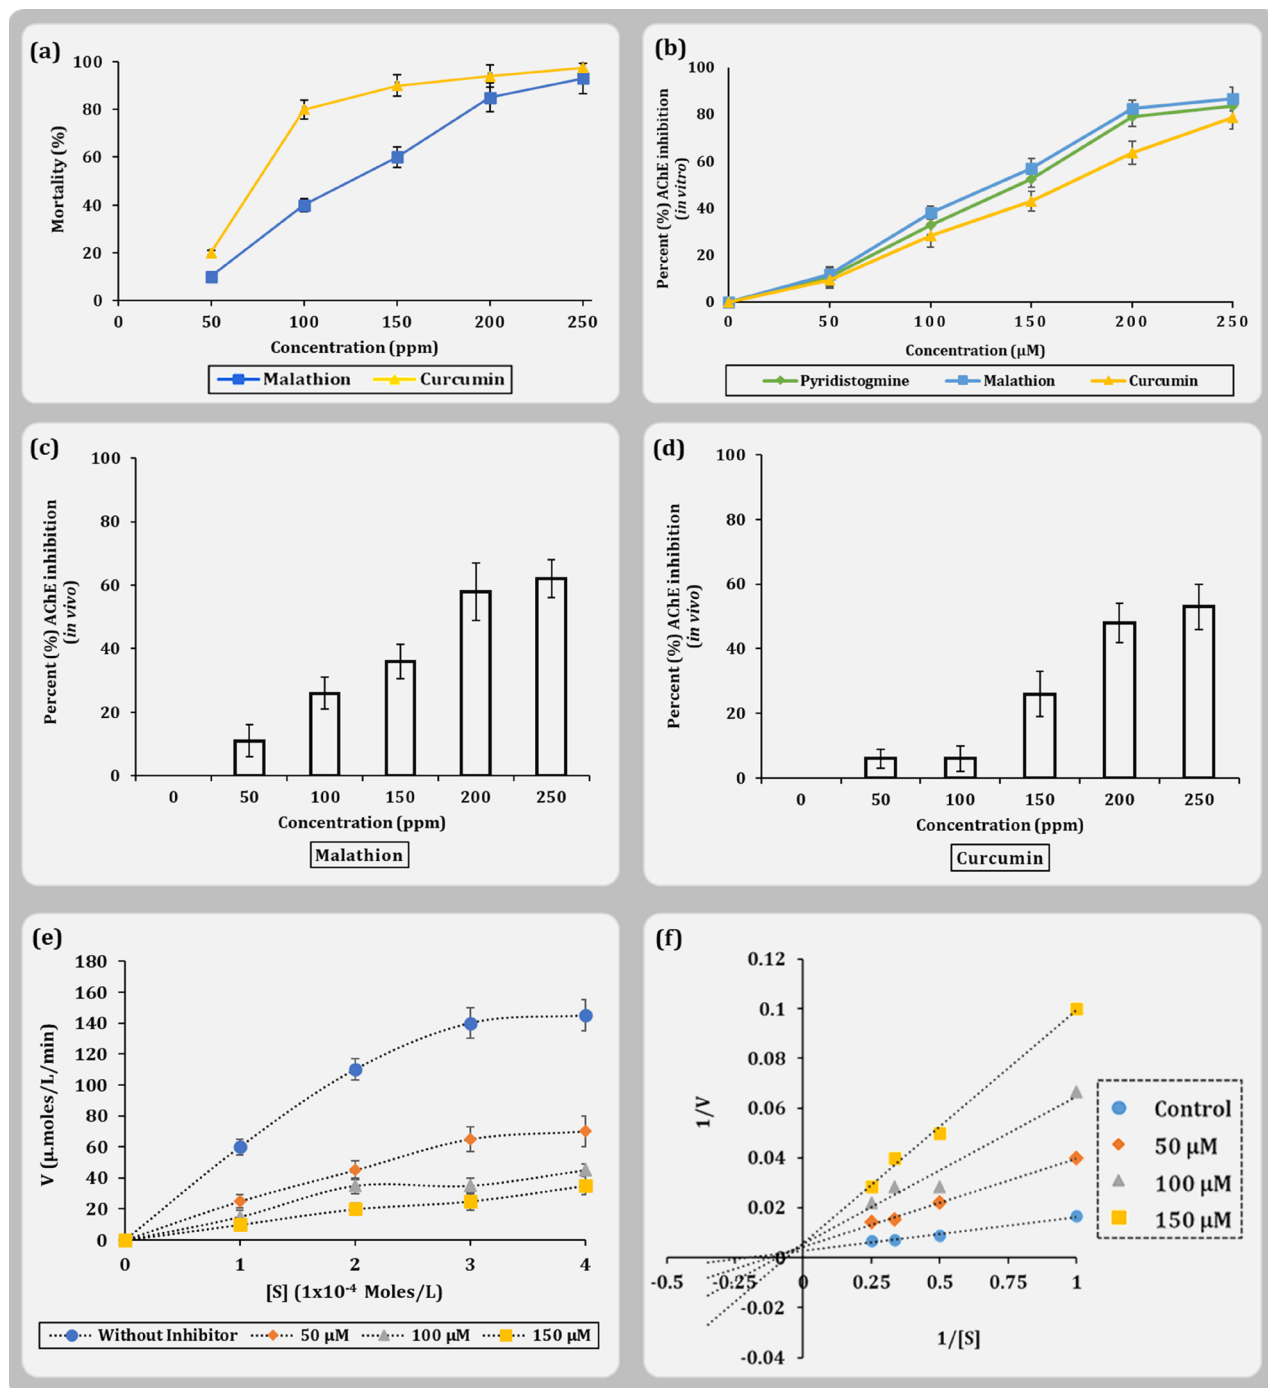 (a)
Mortality (%)
100
80
60
40
20
0
0 50 100 150 200 250
Concentration (ppm)
Malathion Curcumin
(b)
Percent (%) AChE inhibition
(in vitro)
100
80
60
40
20
0
0 50 100 150 200 250
Concentration (µM)
Pyridistogmine Malathion Curcumin
(c)
Percent (%) AChE inhibition
(in vivo)
100
80
60
40
20
0
0 50 100 150 200 250
Concentration (ppm)
Malathion
(d)
Percent (%) AChE inhibition
(in vivo)
100
80
60
40
20
0
0 50 100 150 200 250
Concentration (ppm)
Curcumin
(e)
V (µ.moles/L/min)
180
160
140
120
100
80
60
40
20
0
0 1 2 3 4
[S] (1x10⁻⁴ Moles/L)
Without Inhibitor 50 µM 100 µM 150 µM
(f)
1/V
0.12
0.1
0.08
0.06
0.04
0.02
0
-0.02
-0.04
-0.5 -0.25 0 0.25 0.5 0.75 1
1/[S]
Control
50 µM
100 µM
150 µM